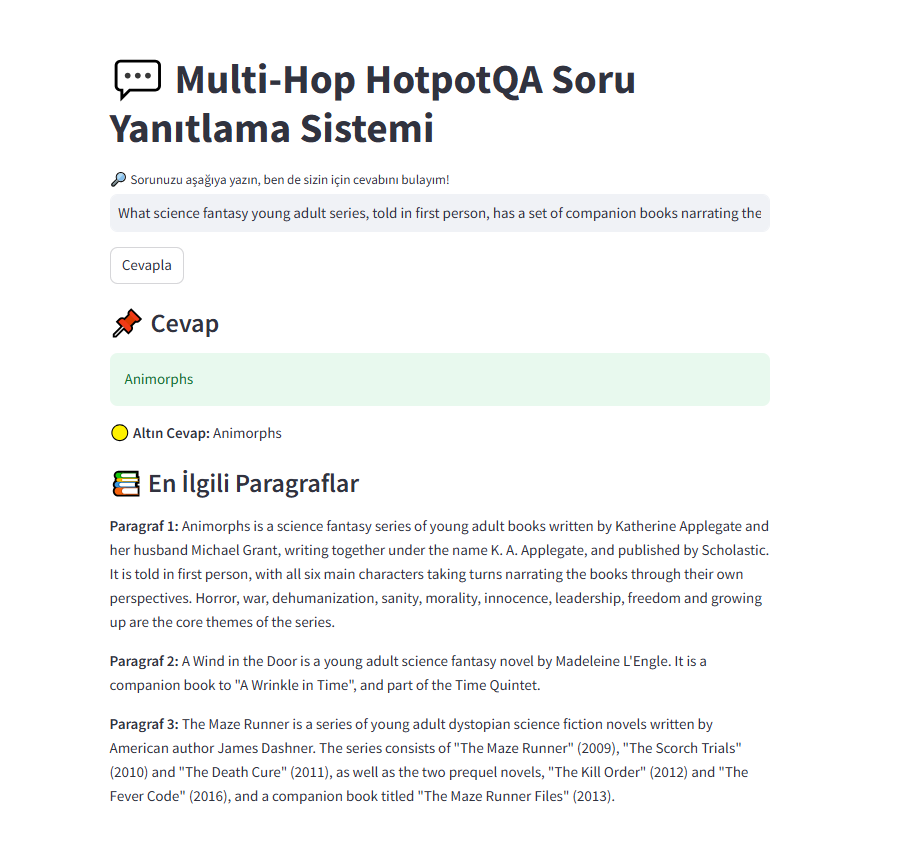 Multi-Hop HotpotQA Soru
Yanıtlama Sistemi
Sorunuzu aşağıya yazın, ben de sizin için cevabını bulayım!
What science fantasy young adult series, told in first person, has a set of companion books narrating the
Cevapla
Cevap
Animorphs
Altın Cevap: Animorphs
En İlgili Paragraflar
Paragraf 1: Animorphs is a science fantasy series of young adult books written by Katherine Applegate and
her husband Michael Grant, writing together under the name K. A. Applegate, and published by Scholastic.
It is told in first person, with all six main characters taking turns narrating the books through their own
perspectives. Horror, war, dehumanization, sanity, morality, innocence, leadership, freedom and growing
up are the core themes of the series.
Paragraf 2: A Wind in the Door is a young adult science fantasy novel by Madeleine L'Engle. It is a
companion book to "A Wrinkle in Time", and part of the Time Quintet.
Paragraf 3: The Maze Runner is a series of young adult dystopian science fiction novels written by
American author James Dashner. The series consists of "The Maze Runner" (2009), "The Scorch Trials"
(2010) and "The Death Cure" (2011), as well as the two prequel novels, "The Kill Order" (2012) and "The
Fever Code" (2016), and a companion book titled "The Maze Runner Files" (2013).